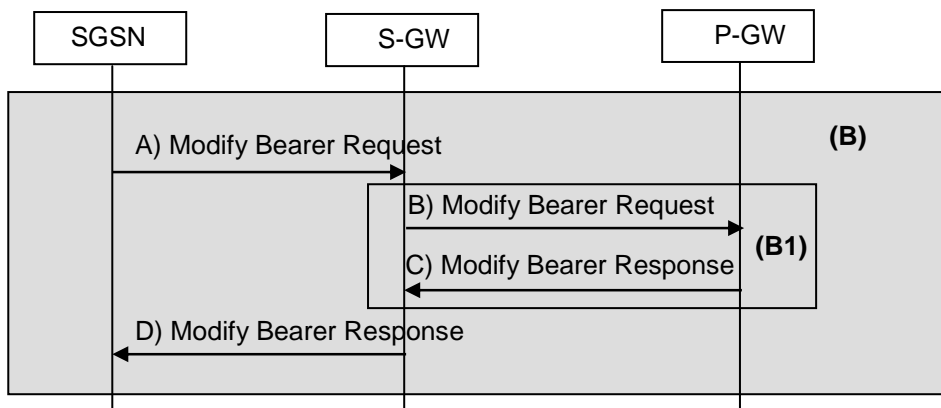 SGSN
S-GW
P-GW
(B)
A) Modify Bearer Request
B) Modify Bearer Request
(B1)
C) Modify Bearer Response
D) Modify Bearer Response